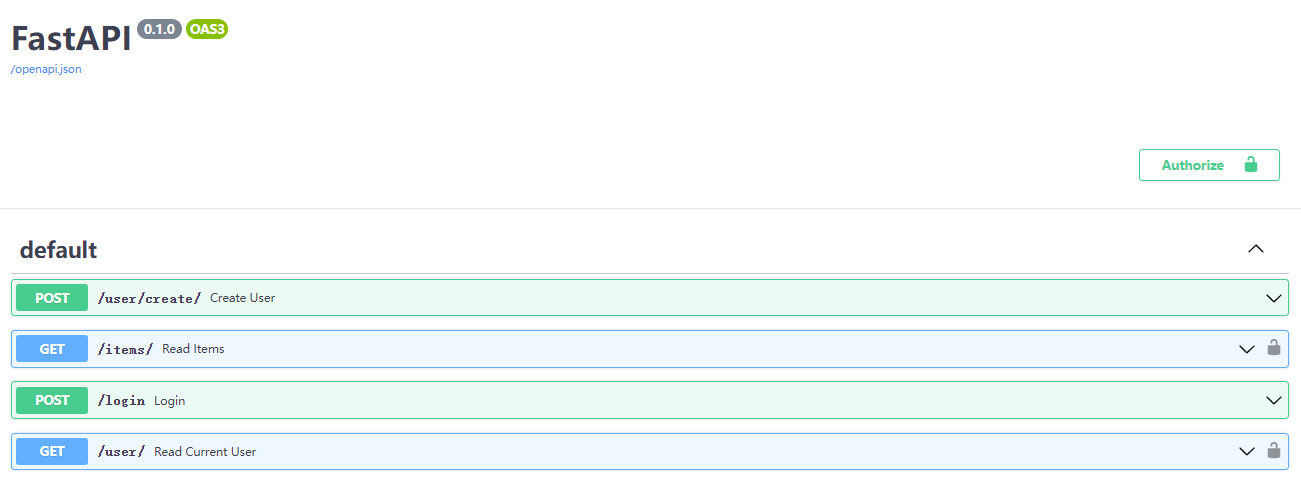 FastAPI 0.1.0 OAS3
/openapi.json
Authorize
default
POST /user/create/ Create User
GET /items/ Read Items
POST /login Login
GET /user/ Read Current User